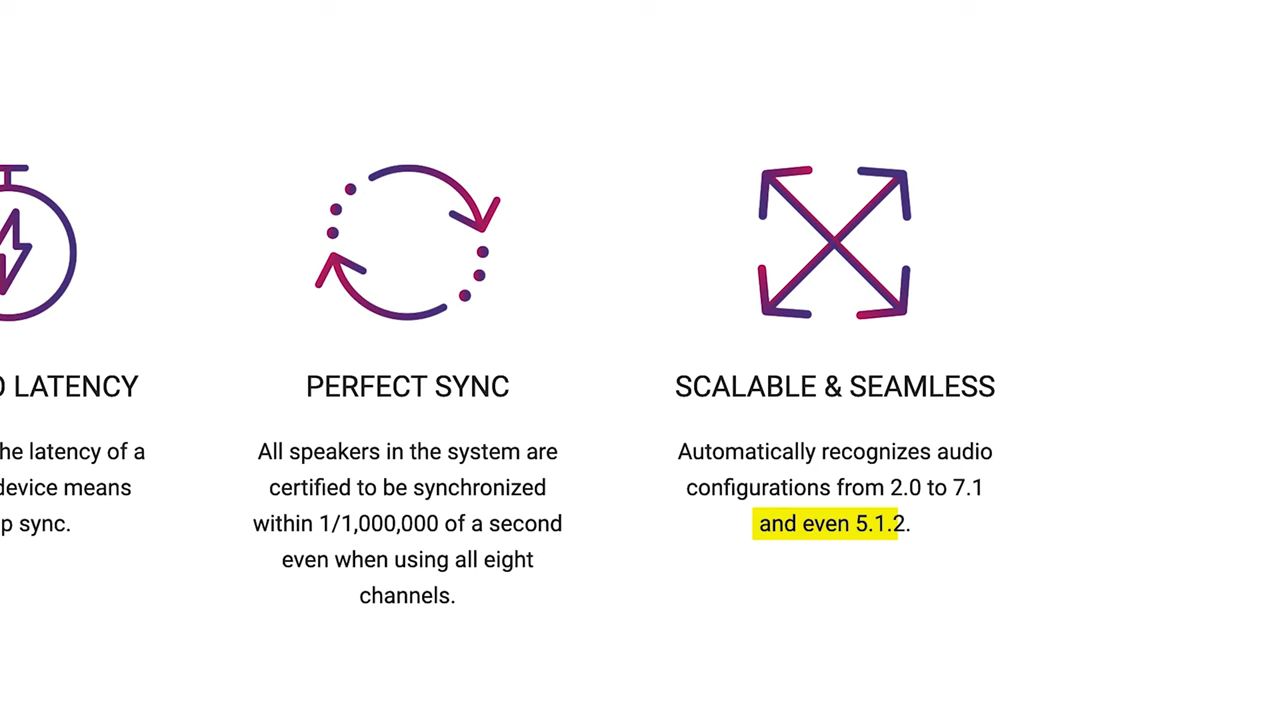 LATENCY
he latency of a
device means
p sync.
PERFECT SYNC
All speakers in the system are
certified to be synchronized
within 1/1,000,000 of a second
even when using all eight
channels.
SCALABLE & SEAMLESS
Automatically recognizes audio
configurations from 2.0 to 7.1
and even 5.1.2.